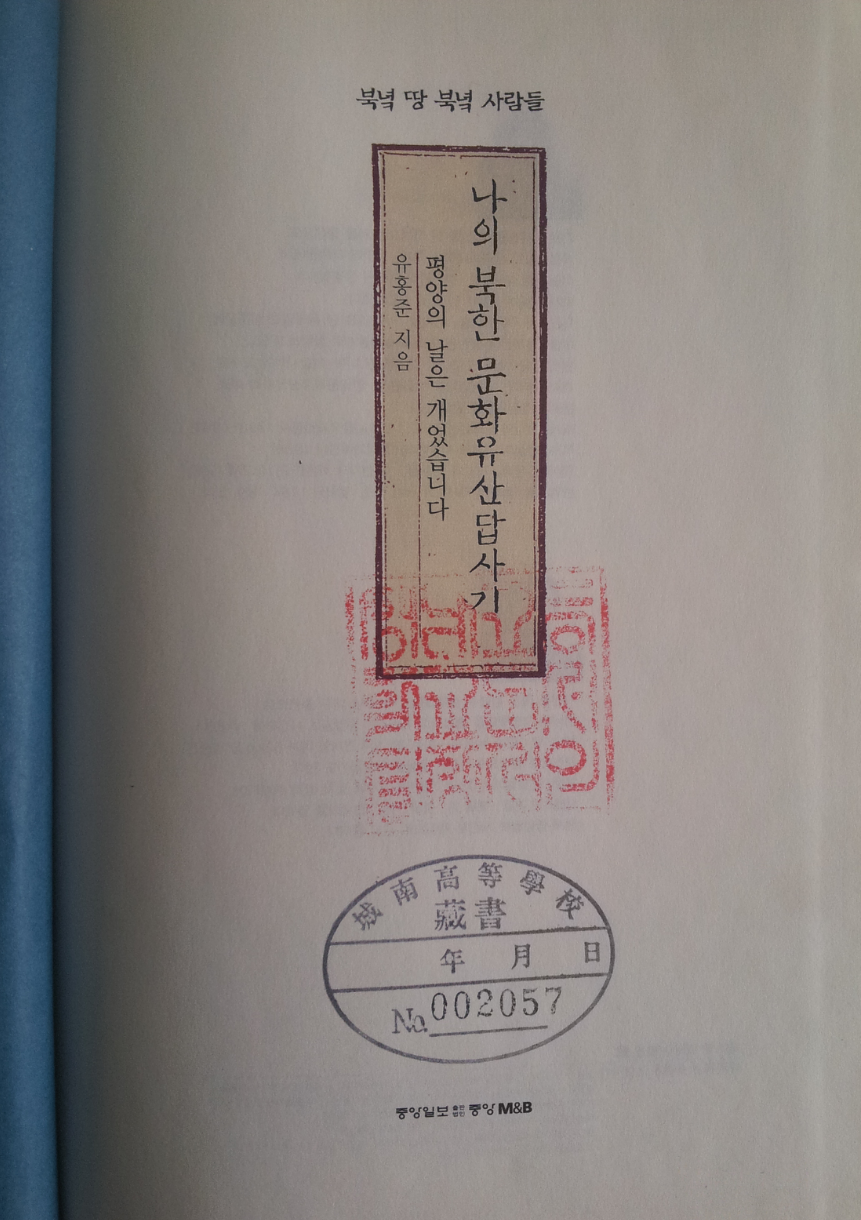 북녘 땅 북녘 사람들
나의 북한 문화유산답사기
평양의 날은 개었습니다
유홍준 지음
城南高等學校
藏書
年 月 日
No. 002057
중앙일보 중앙M&B